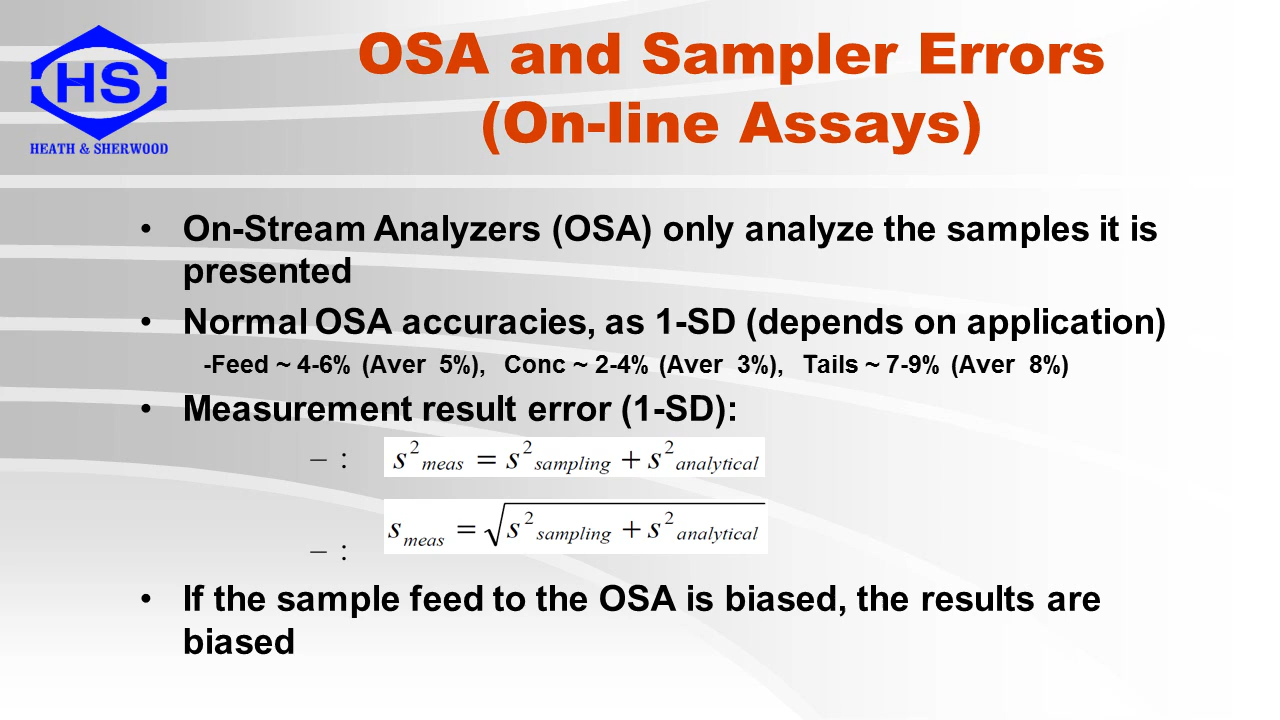 HS
HEATH & SHERWOOD
OSA and Sampler Errors
(On-line Assays)
• On-Stream Analyzers (OSA) only analyze the samples it is
presented
• Normal OSA accuracies, as 1-SD (depends on application)
-Feed ~ 4-6% (Aver 5%), Conc ~ 2-4% (Aver 3%), Tails ~ 7-9% (Aver 8%)
• Measurement result error (1-SD):
– : s²meas = s²sampling + s²analytical
– : smeas = √s²sampling + s²analytical
• If the sample feed to the OSA is biased, the results are
biased